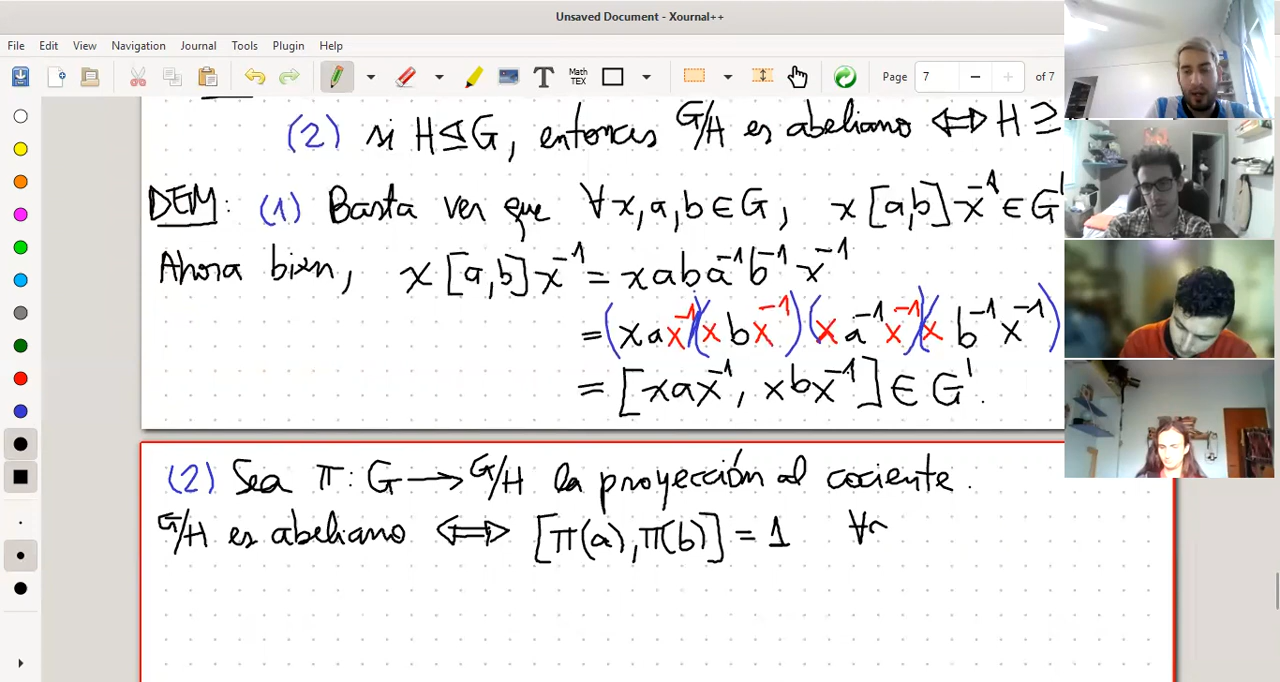 Unsaved Document - Xournal++
File Edit View Navigation Journal Tools Plugin Help
Math TEX Page 7 of 7
(2) si H⊴G, entonces G/H es abeliano ⟺ H ≥
DEM: (1) Basta ver que ∀x,a,b∈G, x[a,b]x⁻¹∈G'
Ahora bien, x[a,b]x⁻¹ = xaba⁻¹b⁻¹x⁻¹
=(xax⁻¹)(xbx⁻¹)(xa⁻¹x⁻¹)(xb⁻¹x⁻¹)
= [xax⁻¹, xbx⁻¹] ∈ G'.
(2) Sea π: G → G/H la proyección al cociente.
G/H es abeliano ⟺ [π(a),π(b)] = 1 ∀